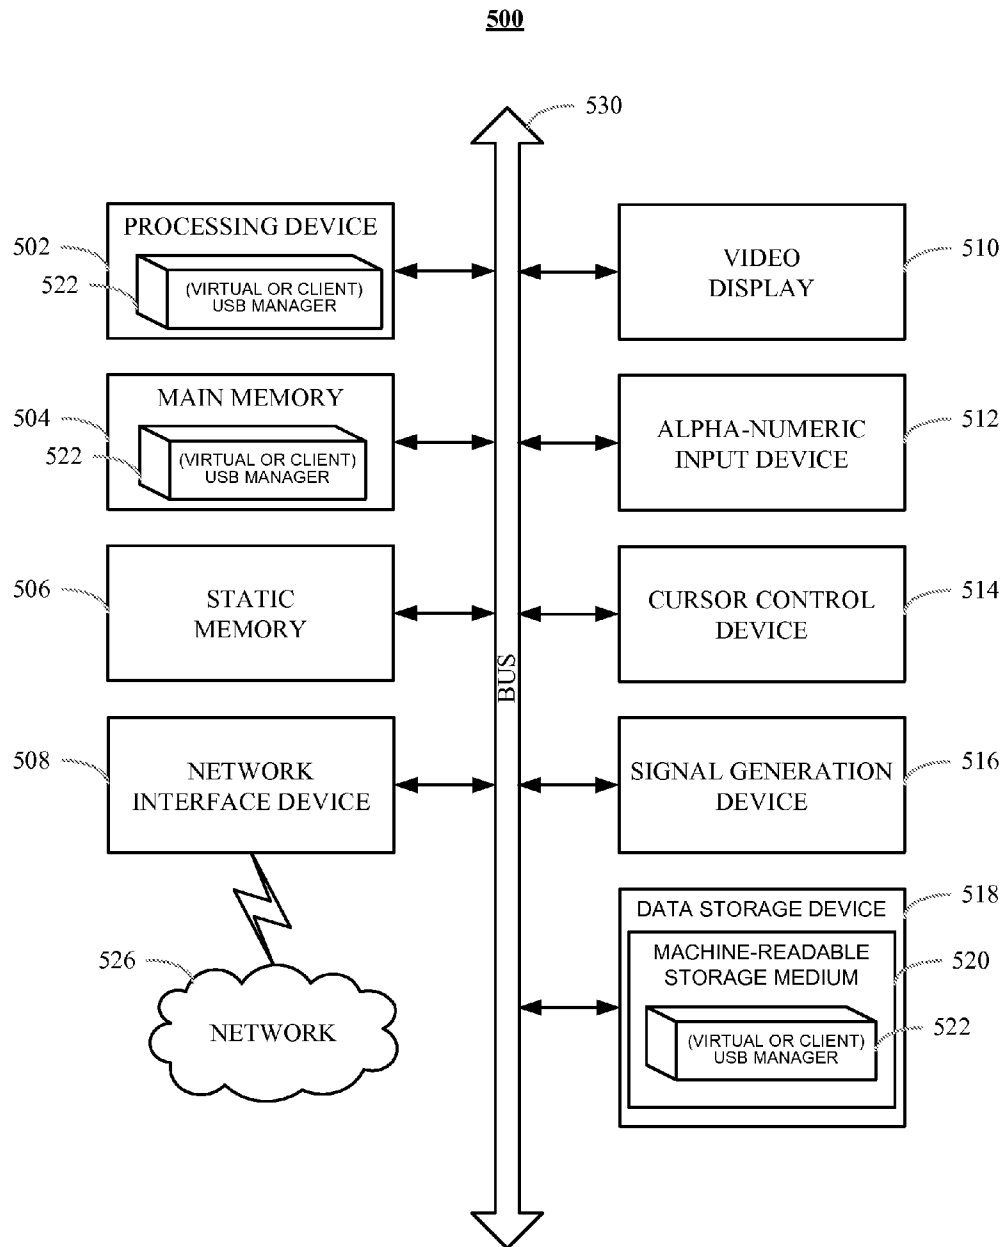 500
530
PROCESSING DEVICE
502
522
(VIRTUAL OR CLIENT)
USB MANAGER
VIDEO
DISPLAY
510
MAIN MEMORY
504
522
(VIRTUAL OR CLIENT)
USB MANAGER
ALPHA-NUMERIC
INPUT DEVICE
512
506
STATIC
MEMORY
CURSOR CONTROL
DEVICE
514
BUS
508
NETWORK
INTERFACE DEVICE
SIGNAL GENERATION
DEVICE
516
DATA STORAGE DEVICE
518
MACHINE-READABLE
STORAGE MEDIUM
520
(VIRTUAL OR CLIENT)
USB MANAGER
522
526
NETWORK